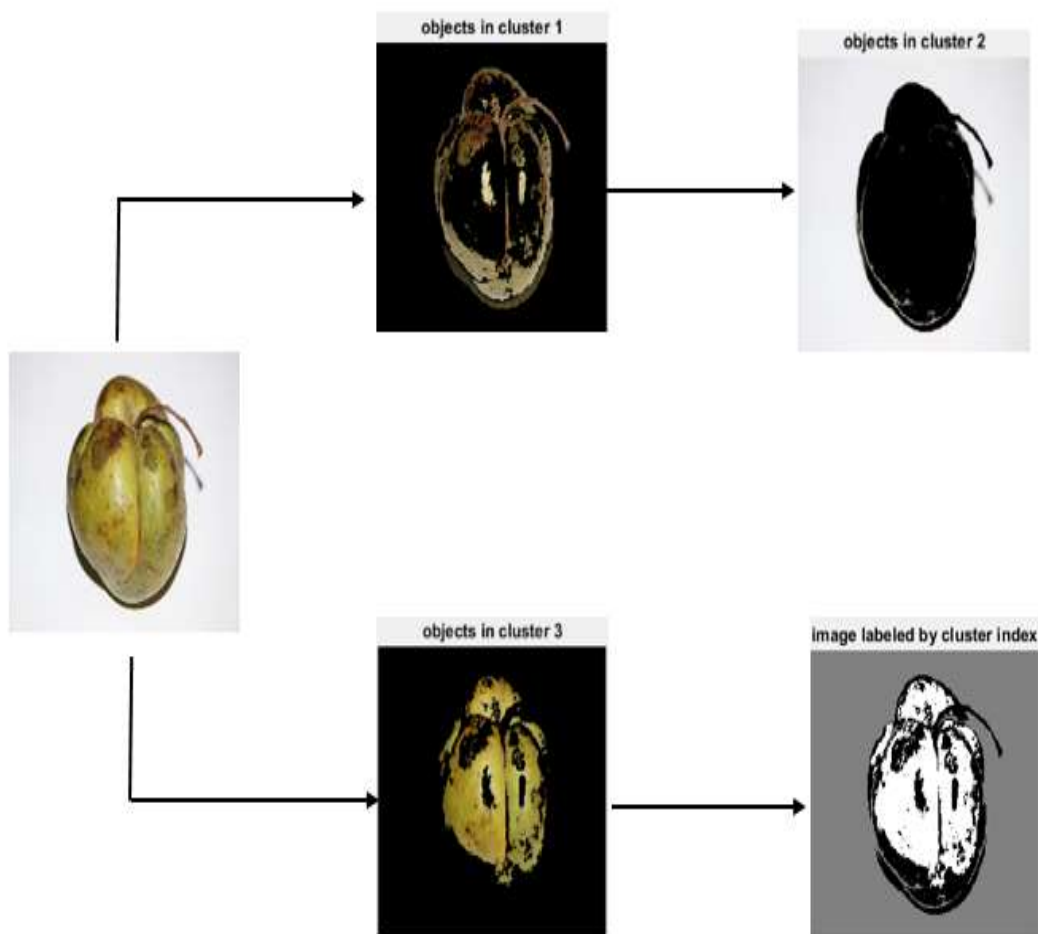 objects in cluster 1
objects in cluster 2
objects in cluster 3
image labeled by cluster index